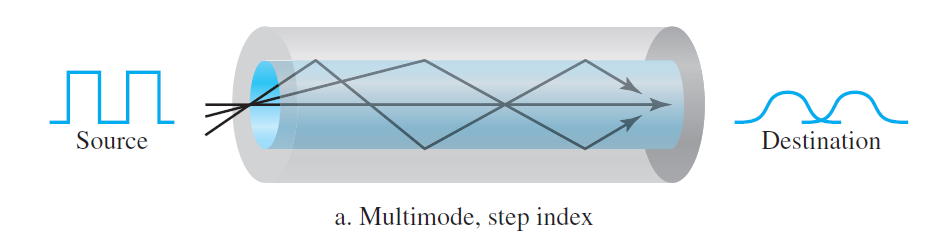 Source
Destination
a. Multimode, step index